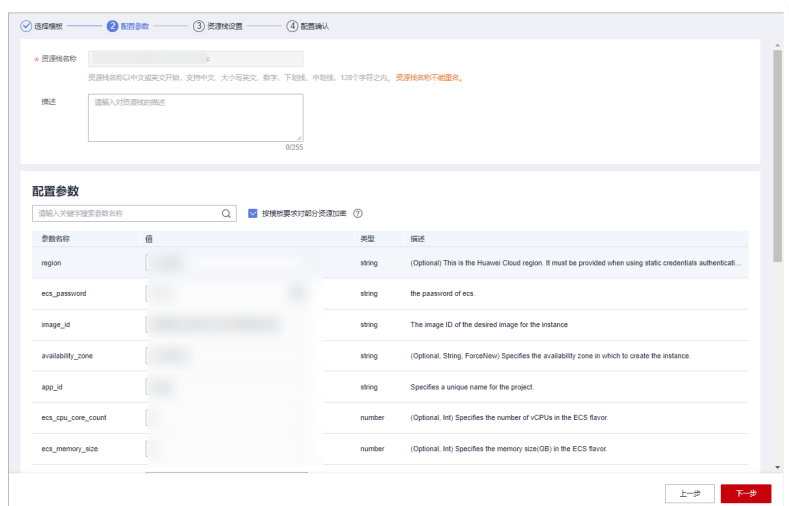 选择模板 2 配置参数 3 资源栈设置 4 配置确认
* 资源栈名称
资源栈名称以中文或英文开始，支持中文、大小写英文、数字、下划线、中划线，128个字符之内。 资源栈名称不能重名。
描述 请输入对资源栈的描述
0/255
配置参数
请输入关键字搜索参数名称 按模板要求对部分资源加密 ?
参数名称 值 类型 描述
region string (Optional) This is the Huawei Cloud region. It must be provided when using static credentials authenticati...
ecs_password string the paasword of ecs.
image_id string The image ID of the desired image for the instance
availability_zone string (Optional, String, ForceNew) Specifies the availability zone in which to create the instance.
app_id string Specifies a unique name for the project.
ecs_cpu_core_count number (Optional, Int) Specifies the number of vCPUs in the ECS flavor.
ecs_memory_size number (Optional, Int) Specifies the memory size(GB) in the ECS flavor.
上一步 下一步